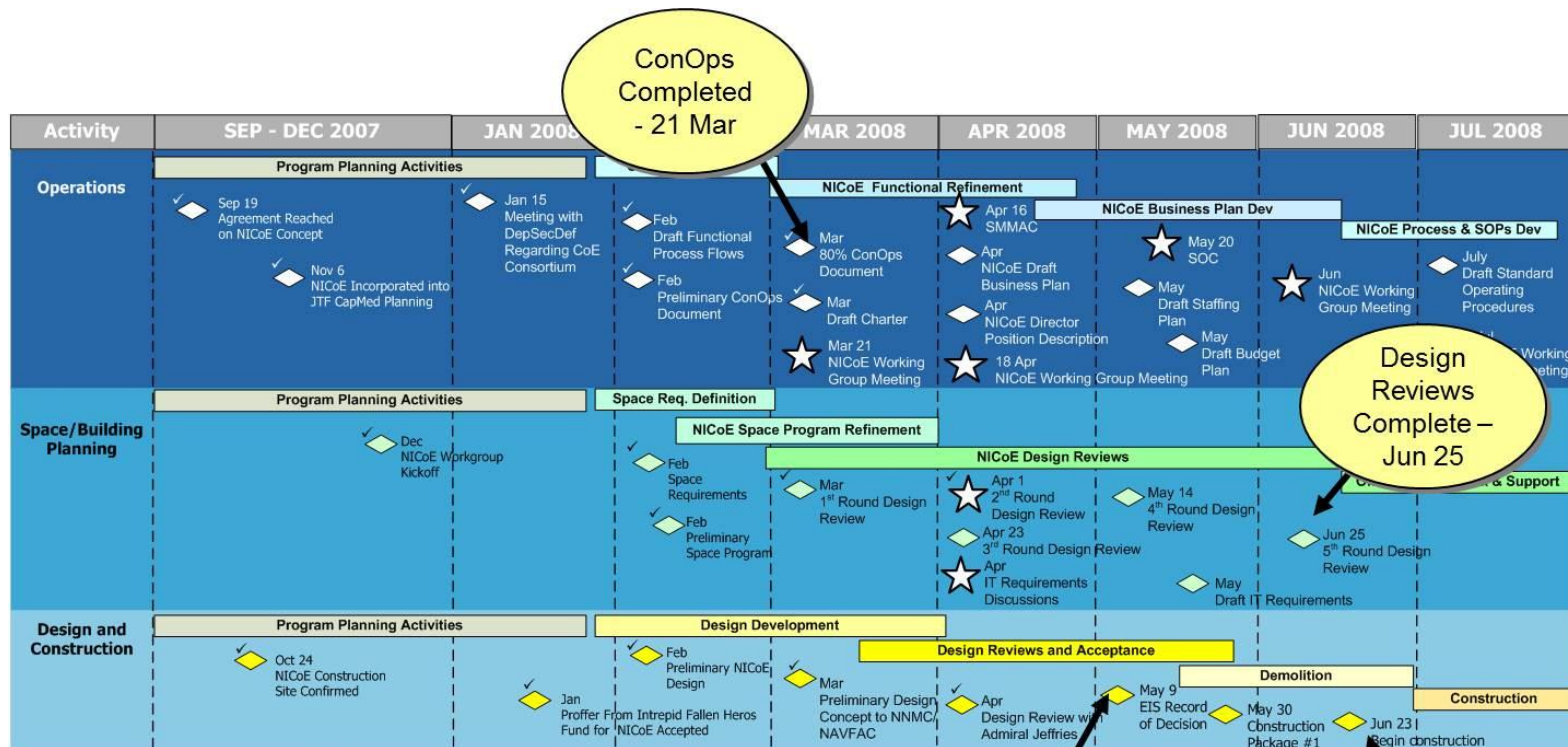 ConOps
Completed
- 21 Mar
Activity
SEP - DEC 2007
JAN 2008
MAR 2008
APR 2008
MAY 2008
JUN 2008
JUL 2008
Operations
Program Planning Activities
NICoE Functional Refinement
NICoE Business Plan Dev
NICoE Process & SOPs Dev
Sep 19
Agreement Reached
on NICoE Concept
Nov 6
NICoE Incorporated into
JTF CapMed Planning
Jan 15
Meeting with
DepSecDef
Regarding CoE
Consortium
Feb
Draft Functional
Process Flows
Feb
Preliminary ConOps
Document
Mar
80% ConOps
Document
Mar
Draft Charter
Mar 21
NICoE Working
Group Meeting
Apr 16
SMMAC
Apr
NICoE Draft
Business Plan
Apr
NICoE Director
Position Description
18 Apr
NICoE Working Group Meeting
May 20
SOC
May
Draft Staffing
Plan
May
Draft Budget
Plan
Jun
NICoE Working
Group Meeting
July
Draft Standard
Operating
Procedures
Working
Design
Reviews
Complete –
Jun 25
Space/Building
Planning
Program Planning Activities
Space Req. Definition
NICoE Space Program Refinement
NICoE Design Reviews
& Support
Dec
NICoE Workgroup
Kickoff
Feb
Space
Requirements
Feb
Preliminary
Space Program
Mar
1st Round Design
Review
Apr 1
2nd Round
Design Review
Apr 23
3rd Round Design Review
Apr
IT Requirements
Discussions
May 14
4th Round Design
Review
May
Draft IT Requirements
Jun 25
5th Round Design
Review
Design and
Construction
Program Planning Activities
Design Development
Design Reviews and Acceptance
Demolition
Construction
Oct 24
NICoE Construction
Site Confirmed
Jan
Proffer From Intrepid Fallen Heros
Fund for NICoE Accepted
Feb
Preliminary NICoE
Design
Mar
Preliminary Design
Concept to NNMC/
NAVFAC
Apr
Design Review with
Admiral Jeffries
May 9
EIS Record
of Decision
May 30
Construction
Package #1
Jun 23
Begin construction